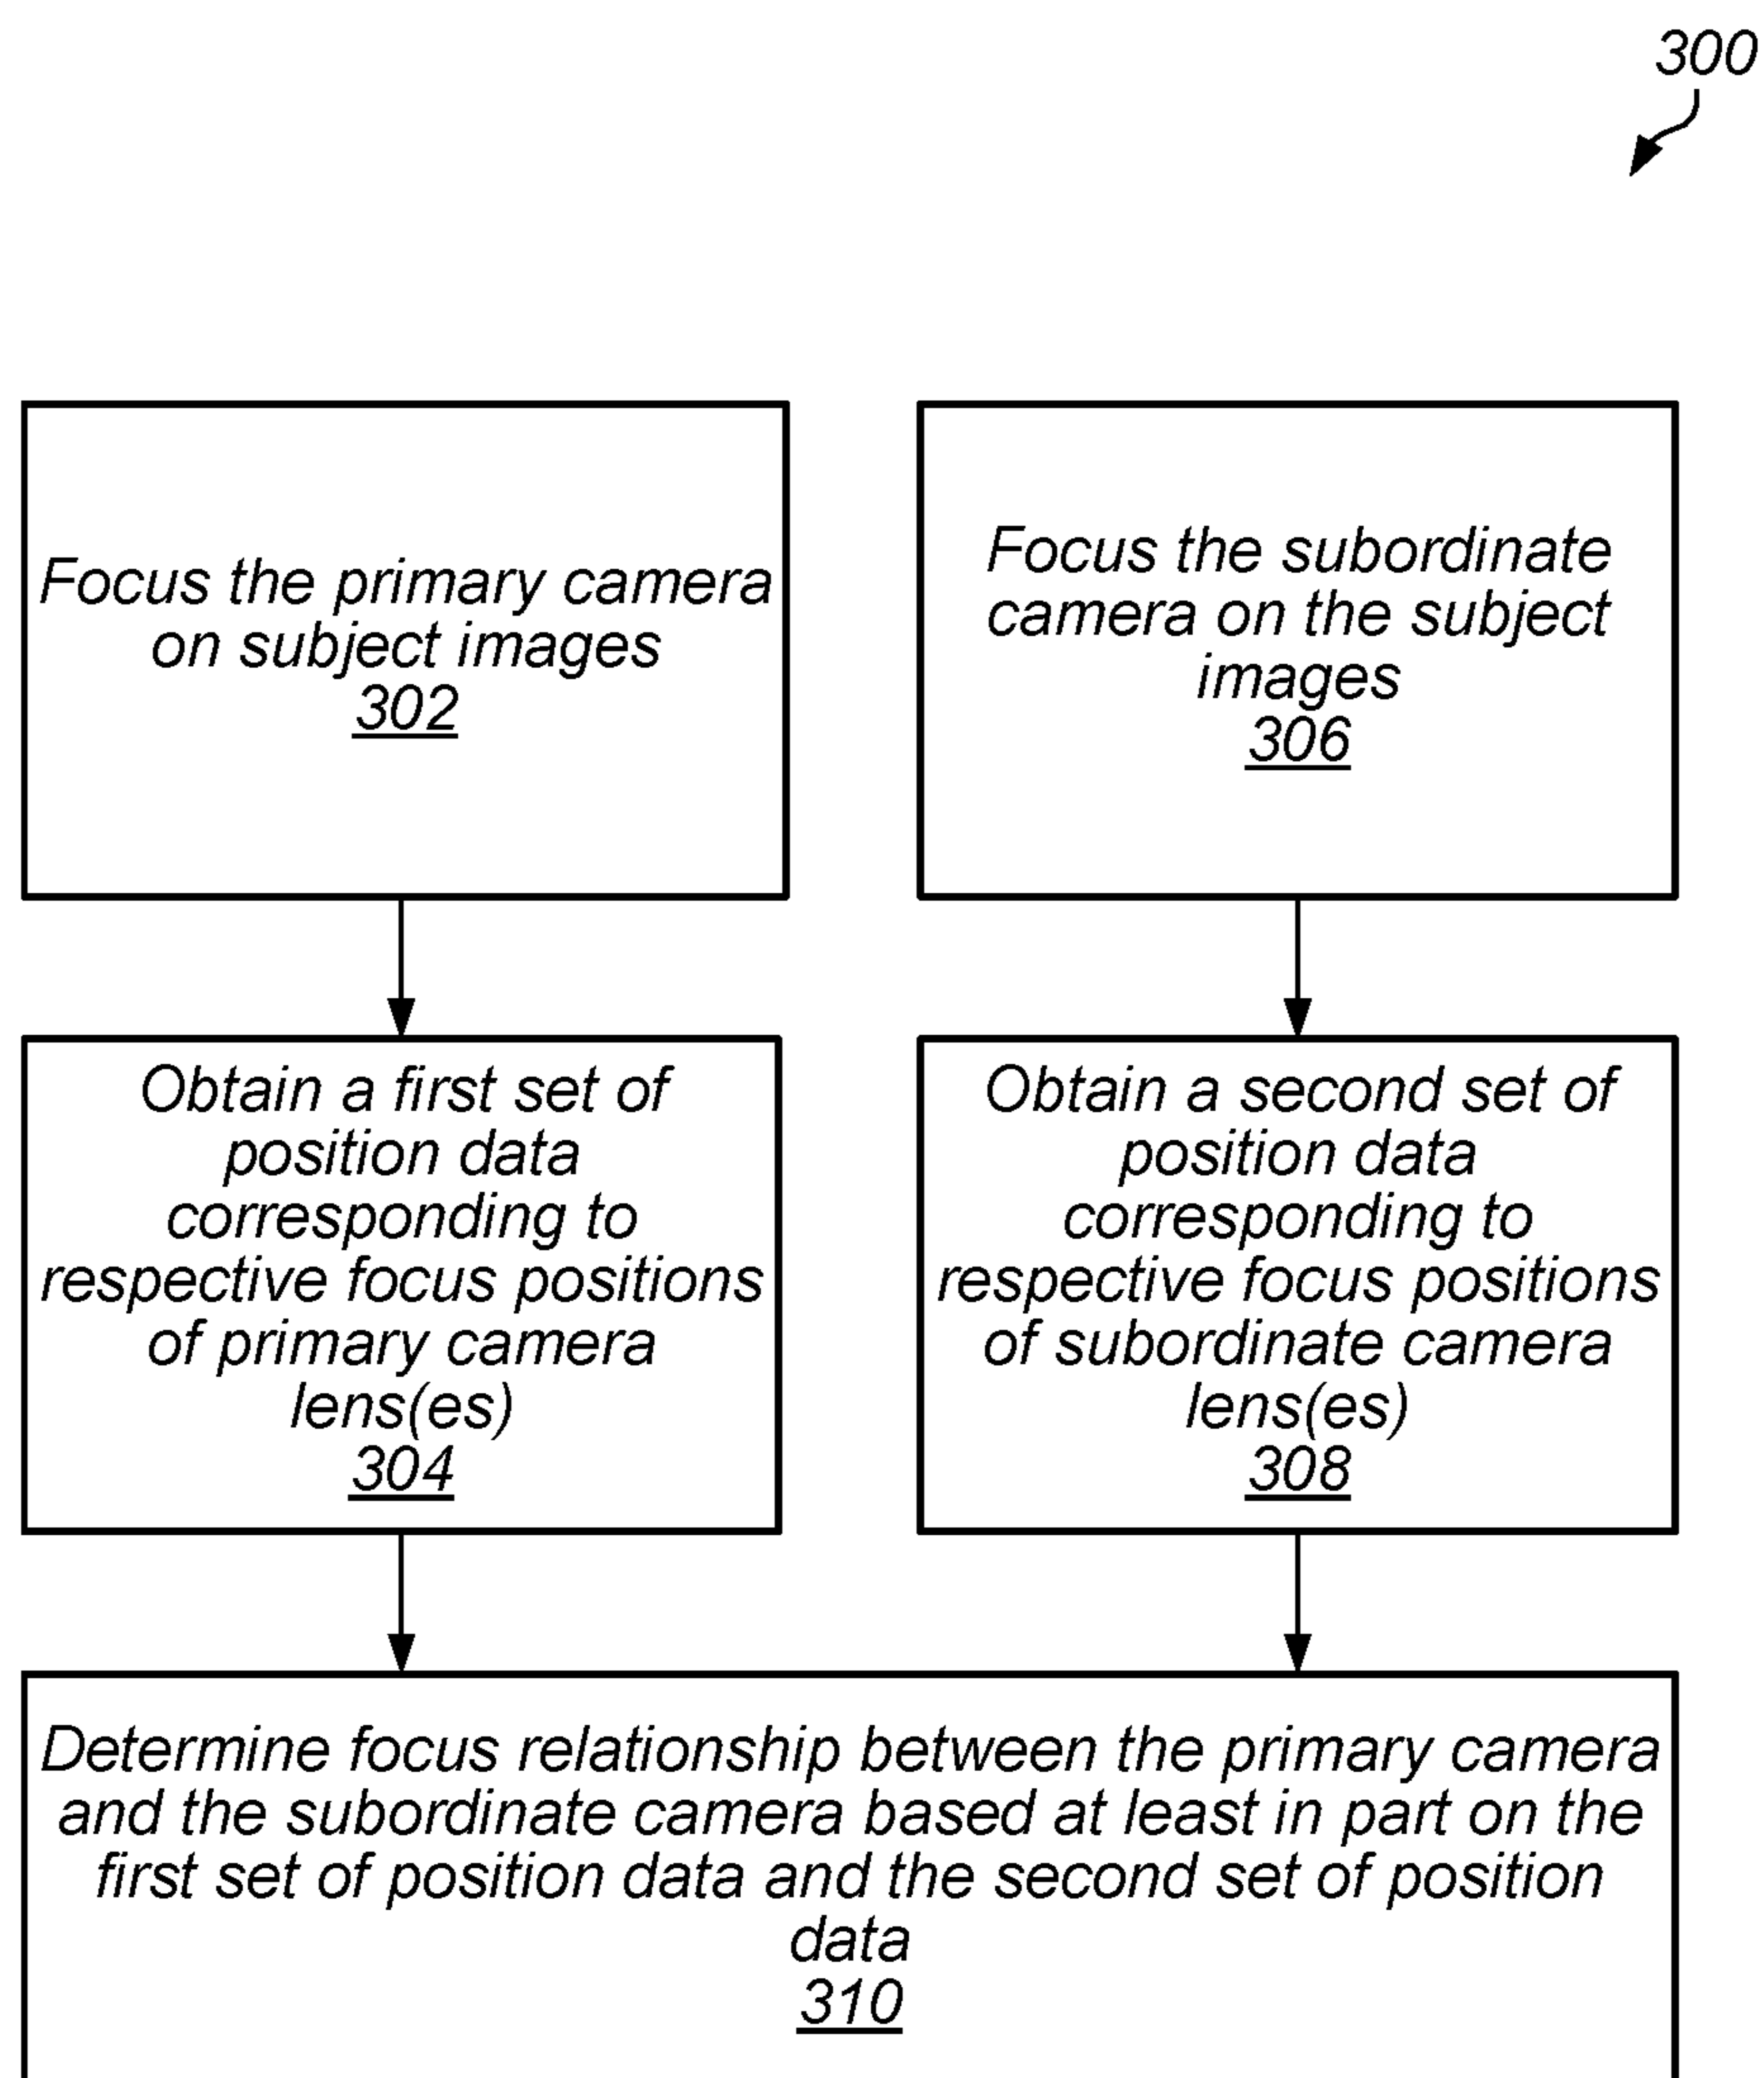 300
Focus the primary camera
on subject images
302
Focus the subordinate
camera on the subject
images
306
Obtain a first set of
position data
corresponding to
respective focus positions
of primary camera
lens(es)
304
Obtain a second set of
position data
corresponding to
respective focus positions
of subordinate camera
lens(es)
308
Determine focus relationship between the primary camera
and the subordinate camera based at least in part on the
first set of position data and the second set of position
data
310